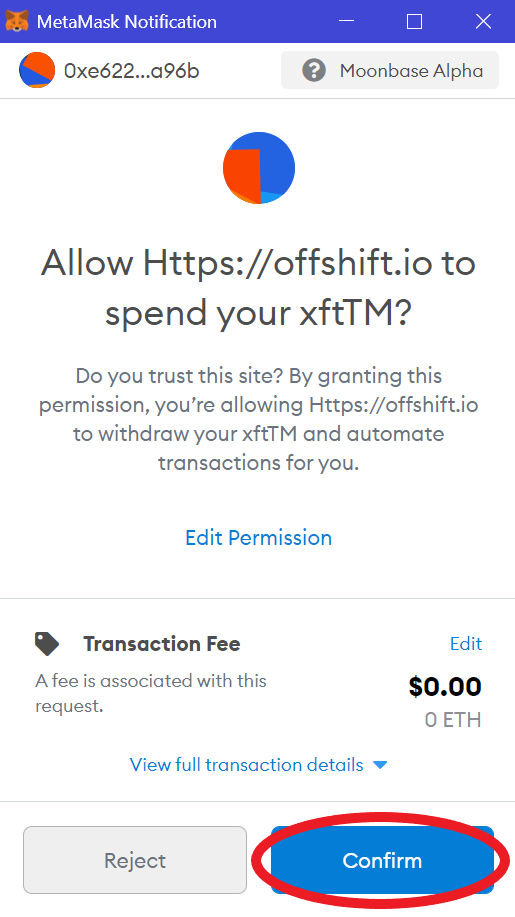 MetaMask Notification
0xe622...a96b
? Moonbase Alpha
Allow Https://offshift.io to
spend your xftTM?
Do you trust this site? By granting this
permission, you’re allowing Https://offshift.io
to withdraw your xftTM and automate
transactions for you.
Edit Permission
Transaction Fee
Edit
A fee is associated with this
request.
$0.00
0 ETH
View full transaction details
Reject
Confirm